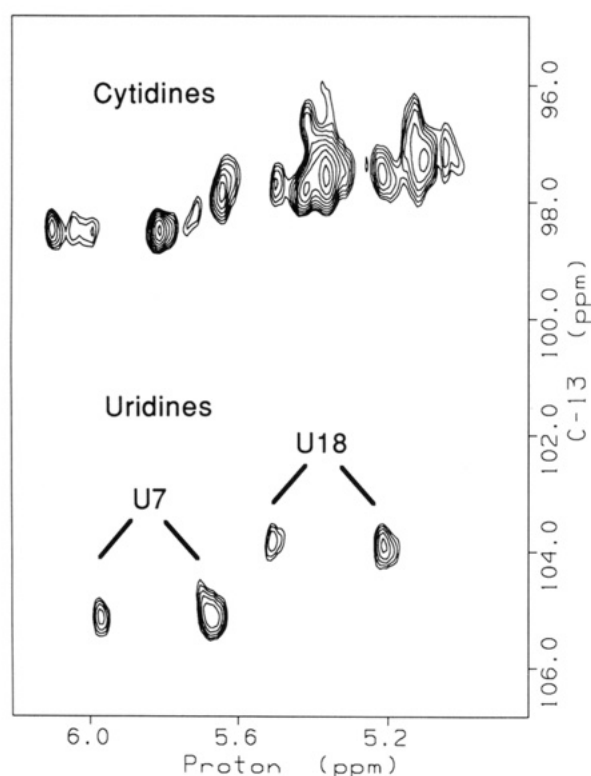 Cytidines
Uridines
U18
U7
96.0
98.0
100.0
102.0
104.0
106.0
C-13 (ppm)
6.0 5.6 5.2
Proton (ppm)